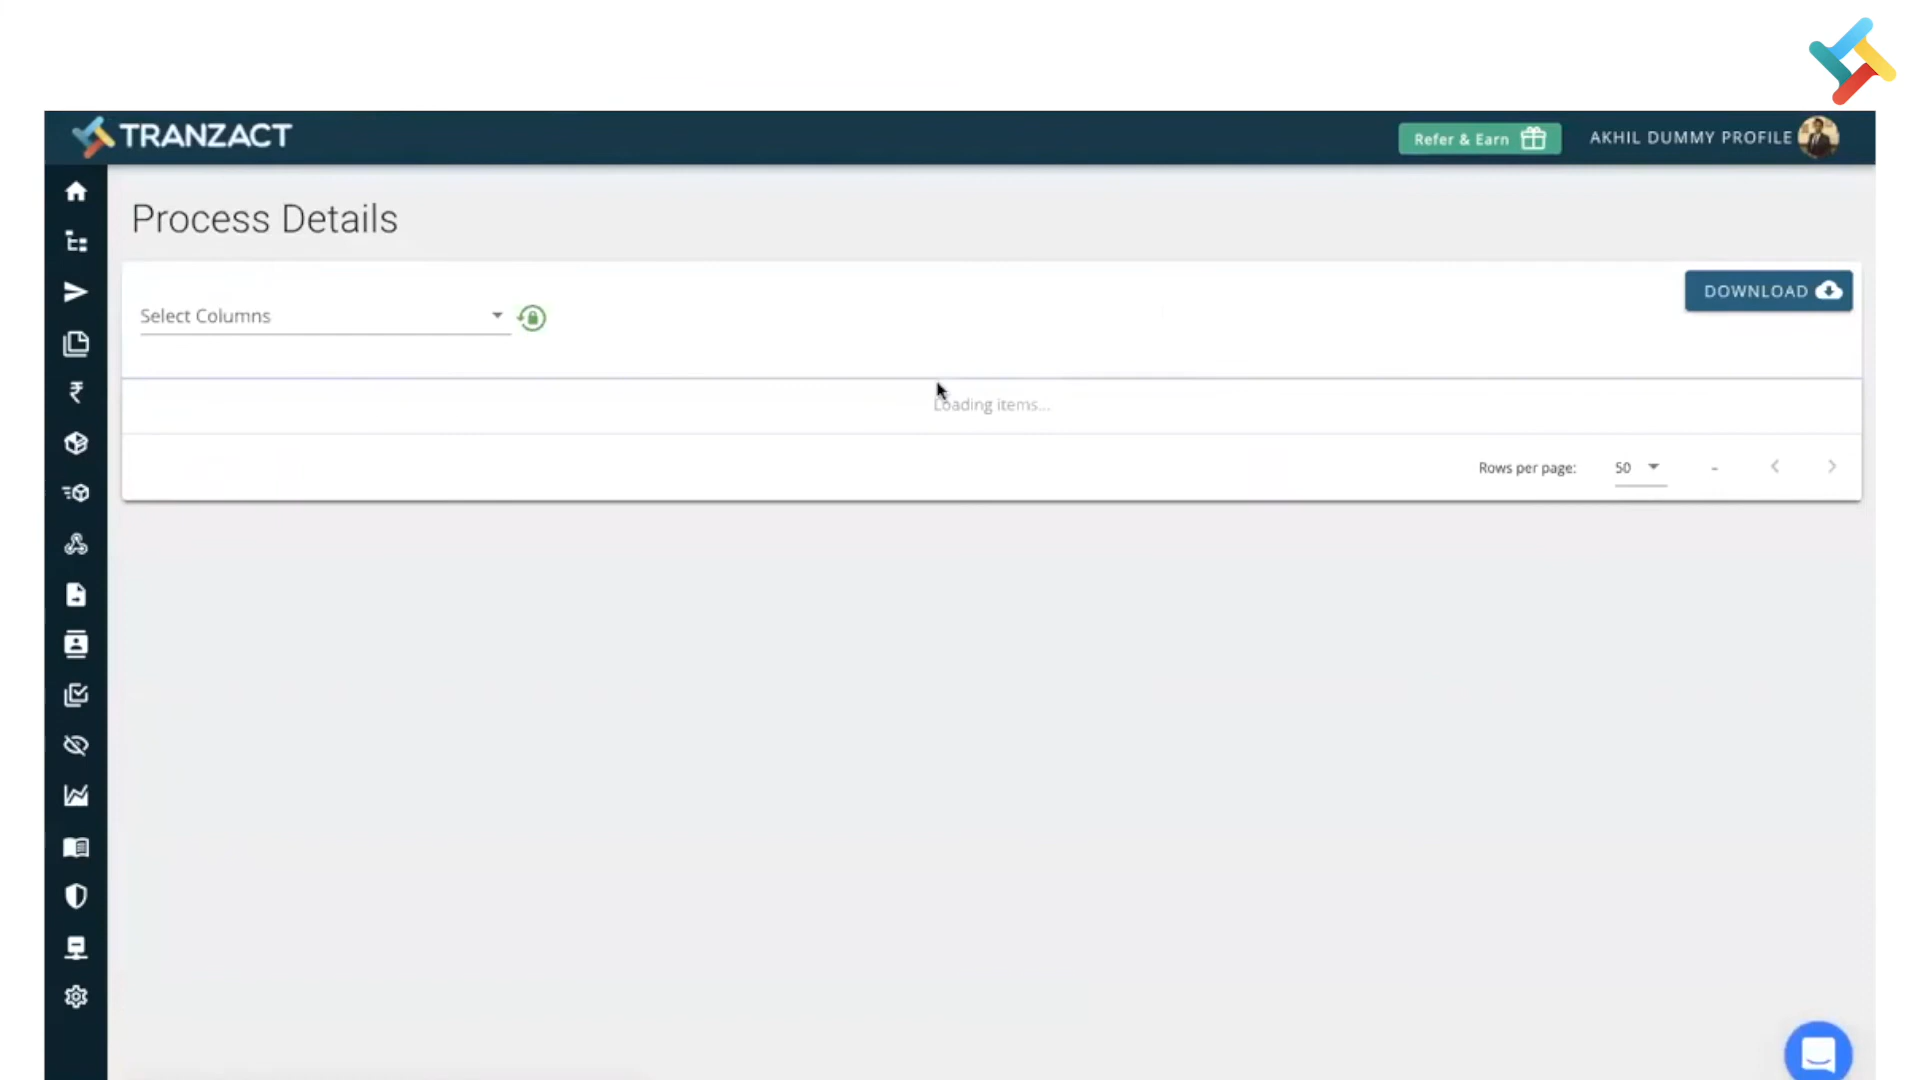 TRANZACT
Refer & Earn
AKHIL DUMMY PROFILE
Process Details
Select Columns
DOWNLOAD
Loading items...
Rows per page:
50
-